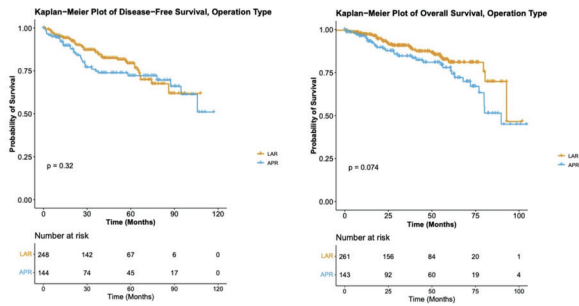 Kaplan-Meier Plot of Disease-Free Survival, Operation Type
1.00
0.75
0.50
0.25
0.00
Probability of Survival
p = 0.32
LAR
APR
0 30 60 90 120
Time (Months)
Number at risk
LAR 248 142 67 6 0
APR 144 74 45 17 0
0 30 60 90 120
Time (Months)
Kaplan-Meier Plot of Overall Survival, Operation Type
1.00
0.75
0.50
0.25
0.00
Probability of Survival
p = 0.074
LAR
APR
0 25 50 75 100
Time (Months)
Number at risk
LAR 261 156 84 20 1
APR 143 92 60 19 4
0 25 50 75 100
Time (Months)